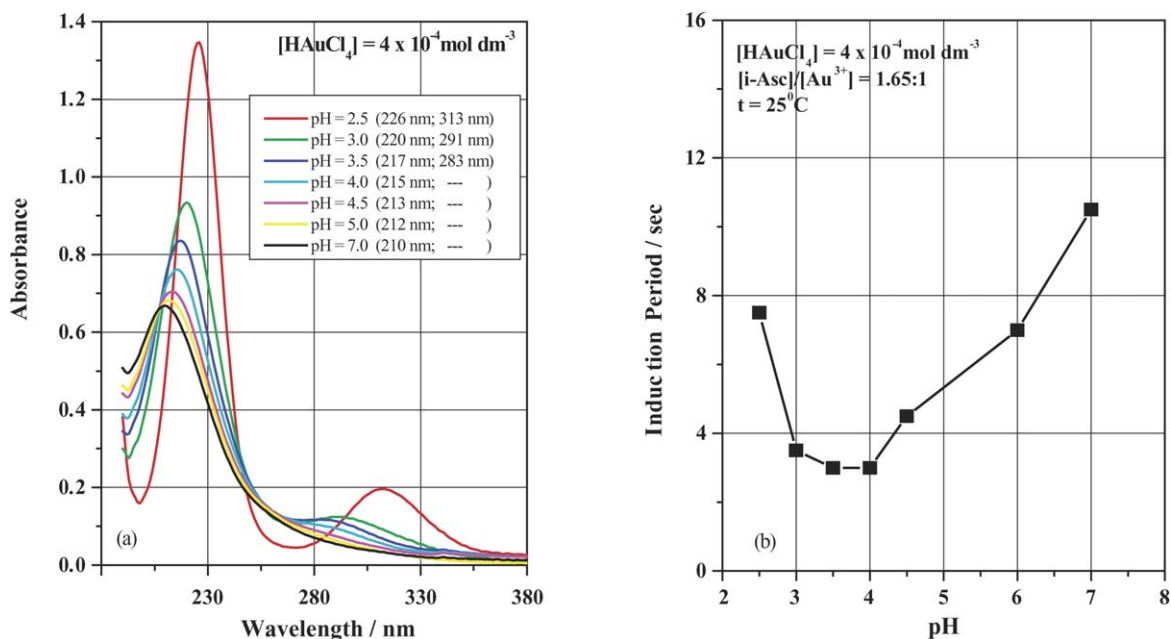 [HAuCl₄] = 4 x 10⁻⁴mol dm⁻³
pH = 2.5 (226 nm; 313 nm)
pH = 3.0 (220 nm; 291 nm)
pH = 3.5 (217 nm; 283 nm)
pH = 4.0 (215 nm; --- )
pH = 4.5 (213 nm; --- )
pH = 5.0 (212 nm; --- )
pH = 7.0 (210 nm; --- )
Absorbance
1.4
1.2
1.0
0.8
0.6
0.4
0.2
0.0
(a)
230 280 330 380
Wavelength / nm
[HAuCl₄] = 4 x 10⁻⁴mol dm⁻³
[i-Asc]/[Au³⁺] = 1.65:1
t = 25⁰C
Induction Period / sec
16
12
8
4
0
(b)
2 3 4 5 6 7 8
pH